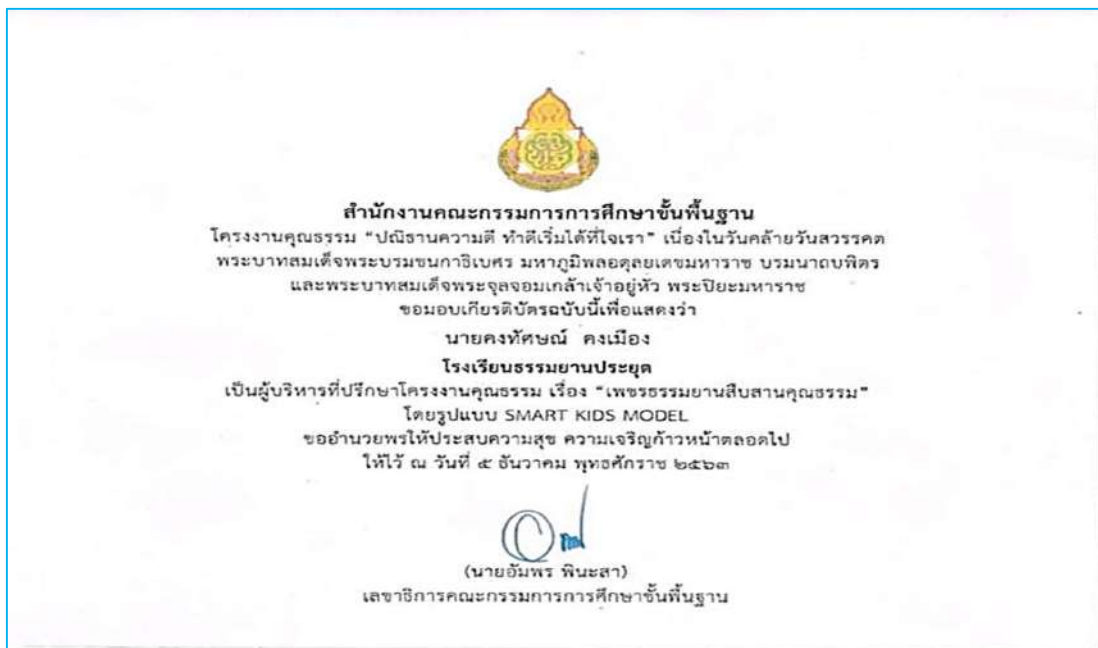 สำนักงานคณะกรรมการการศึกษาขั้นพื้นฐาน
โครงงานคุณธรรม “ปณิธานความดี ทำดีเริ่มได้ที่ใจเรา” เนื่องในวันคล้ายวันสวรรคต
พระบาทสมเด็จพระบรมชนกาธิเบศร มหาภูมิพลอดุลยเดชมหาราช บรมนาถบพิตร
และพระบาทสมเด็จพระจุลจอมเกล้าเจ้าอยู่หัว พระปิยะมหาราช
ขอมอบเกียรติบัตรฉบับนี้เพื่อแสดงว่า
นายคงทัศษณ์ คงเมือง
โรงเรียนธรรมยานประยุต
เป็นผู้บริหารที่ปรึกษาโครงงานคุณธรรม เรื่อง “เพชรธรรมยานสืบสานคุณธรรม”
โดยรูปแบบ SMART KIDS MODEL
ขออำนวยพรให้ประสบความสุข ความเจริญก้าวหน้าตลอดไป
ให้ไว้ ณ วันที่ ๕ ธันวาคม พุทธศักราช ๒๕๖๓
(นายอัมพร พินะสา)
เลขาธิการคณะกรรมการการศึกษาขั้นพื้นฐาน